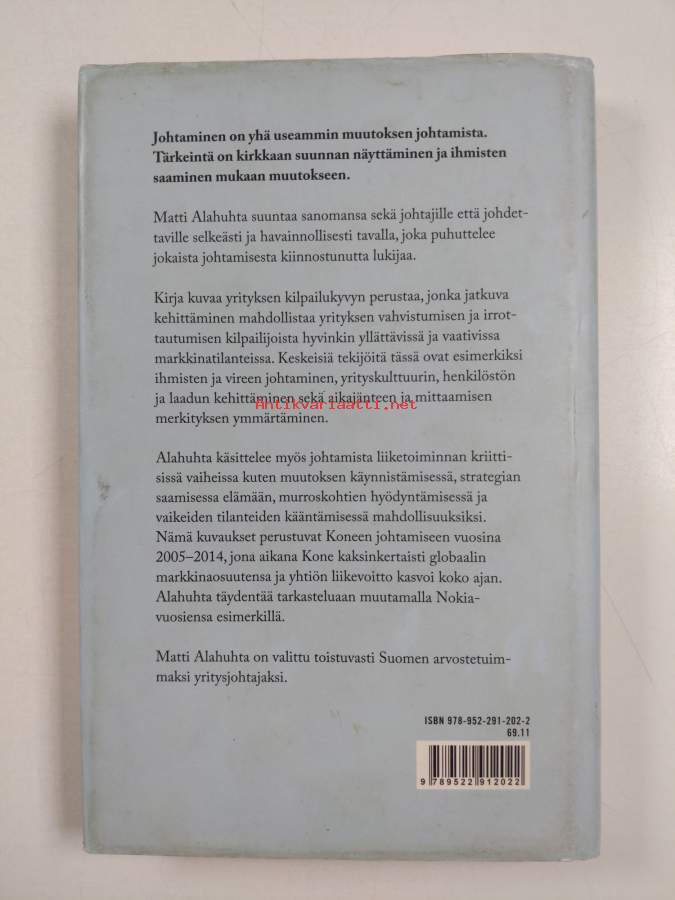 Johtaminen on yhä useammin muutoksen johtamista.
Tärkeintä on kirkkaan suunnan näyttäminen ja ihmisten
saaminen mukaan muutokseen.
Matti Alahuhta suuntaa sanomansa sekä johtajille että johdet-
taville selkeästi ja havainnollisesti tavalla, joka puhuttelee
jokaista johtamisesta kiinnostunutta lukijaa.
Kirja kuvaa yrityksen kilpailukyvyn perustaa, jonka jatkuva
kehittäminen mahdollistaa yrityksen vahvistumisen ja irrot-
tautumisen kilpailijoista hyvinkin yllättävissä ja vaativissa
markkinatilanteissa. Keskeisiä tekijöitä tässä ovat esimerkiksi
ihmisten ja vireen johtaminen, yrityskulttuurin, henkilöstön
ja laadun kehittäminen sekä aikajänteen ja mittaamisen
Antikvariaatti.net
merkityksen ymmärtäminen.
Alahuhta käsittelee myös johtamista liiketoiminnan kriitti-
sissä vaiheissa kuten muutoksen käynnistämisessä, strategian
saamisessa elämään, murroskohtien hyödyntämisessä ja
vaikeiden tilanteiden kääntämisessä mahdollisuuksiksi.
Nämä kuvaukset perustuvat Koneen johtamiseen vuosina
2005–2014, jona aikana Kone kaksinkertaisti globaalin
markkinaosuutensa ja yhtiön liikevoitto kasvoi koko ajan.
Alahuhta täydentää tarkasteluaan muutamalla Nokia-
vuosiensa esimerkillä.
Matti Alahuhta on valittu toistuvasti Suomen arvostetuim-
maksi yritysjohtajaksi.
ISBN 978-952-291-202-2
69.11
9 789522 912022